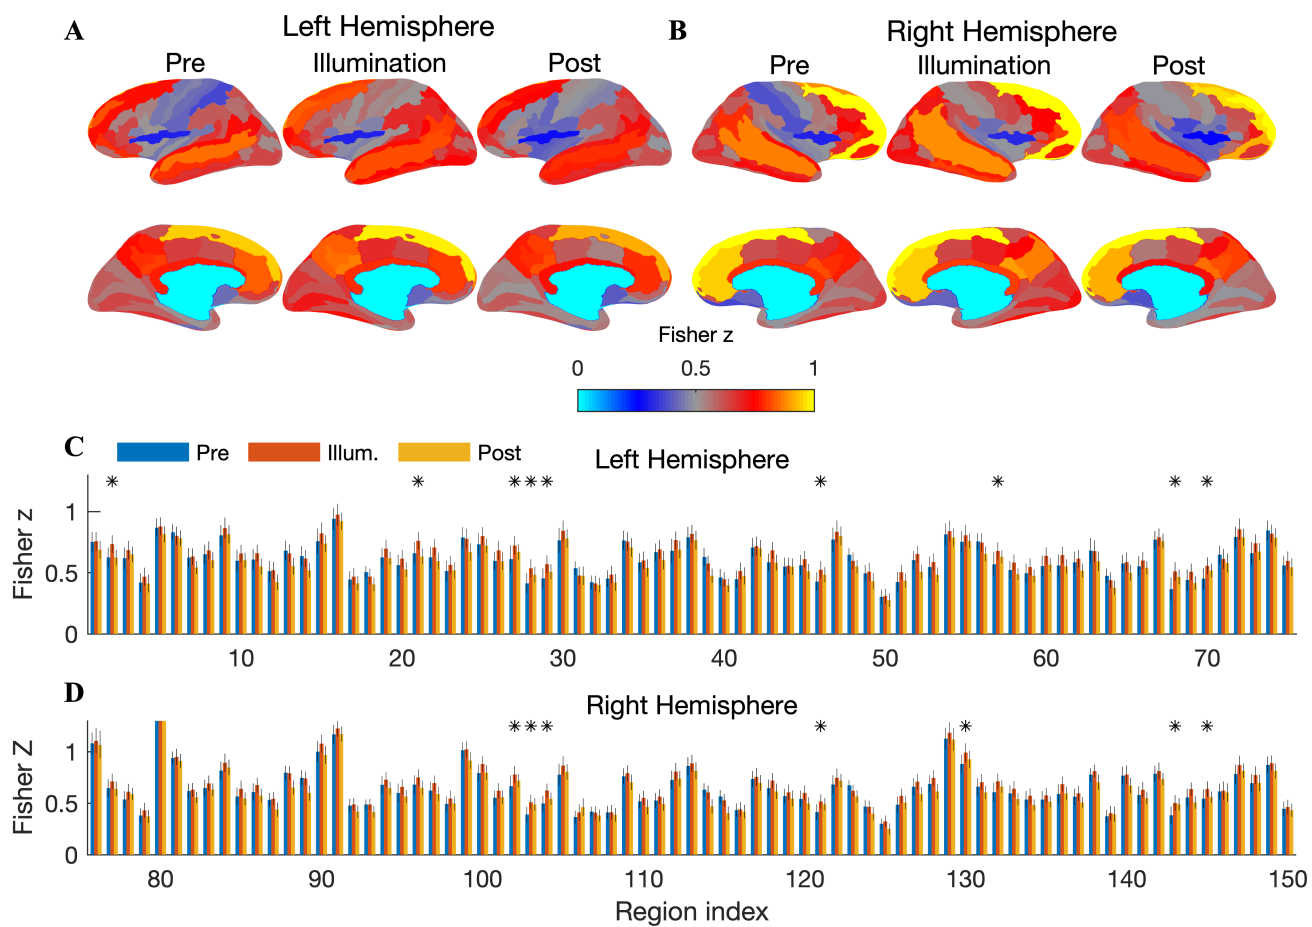 A Left Hemisphere
Pre Illumination Post
B Right Hemisphere
Pre Illumination Post
Fisher z
0 0.5 1
C Pre Illum. Post Left Hemisphere
* * * * * * * * *
Fisher z
1
0.5
0
10 20 30 40 50 60 70
D Right Hemisphere
* * * * * * *
Fisher Z
1
0.5
0
80 90 100 110 120 130 140 150
Region index